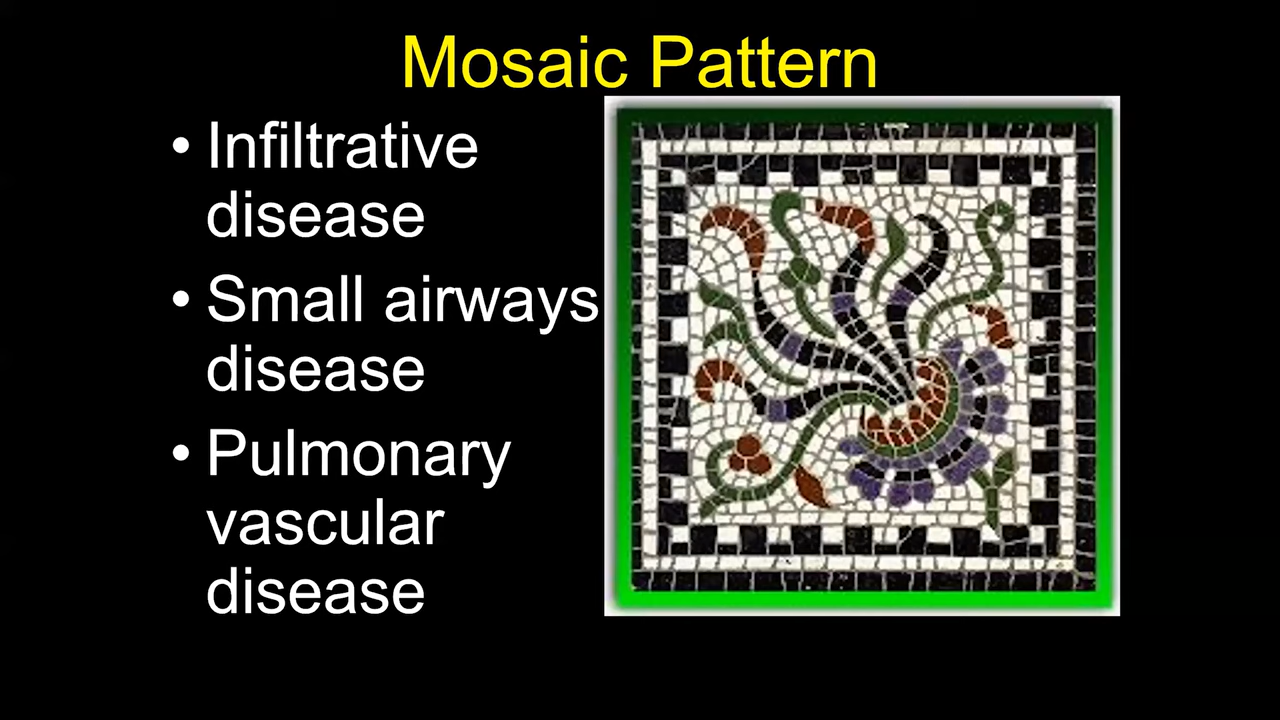 Mosaic Pattern
• Infiltrative
disease
• Small airways
disease
• Pulmonary
vascular
disease